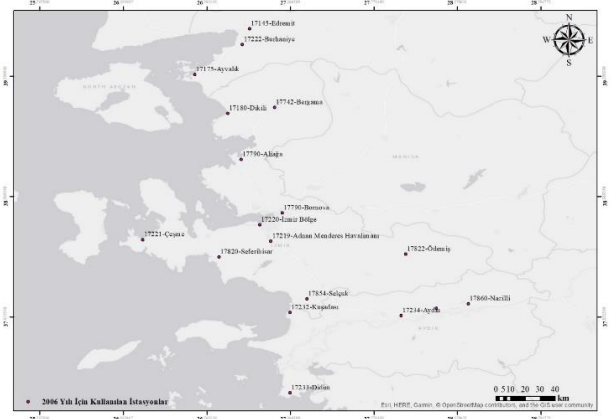 N
W E
S
17145-Edremit
17222-Burhaniye
17175-Ayvalık
NORTH AEGEAN
17180-Dikili
17742-Bergama
MANISA
17790-Aliağa
17790-Bornova
17220-İzmir Bölge
17221-Çeşme
17219-Adnan Menderes Havalimanı
17820-Seferihisar
17822-Ödemiş
17854-Selçuk
17232-Kuşadası
17860-Nazilli
17234-Aydın
AYDIN
17233-Didim
2006 Yılı İçin Kullanılan İstasyonlar
0 5 10 20 30 40
km
Esri, HERE, Garmin, © OpenStreetMap contributors, and the GIS user community